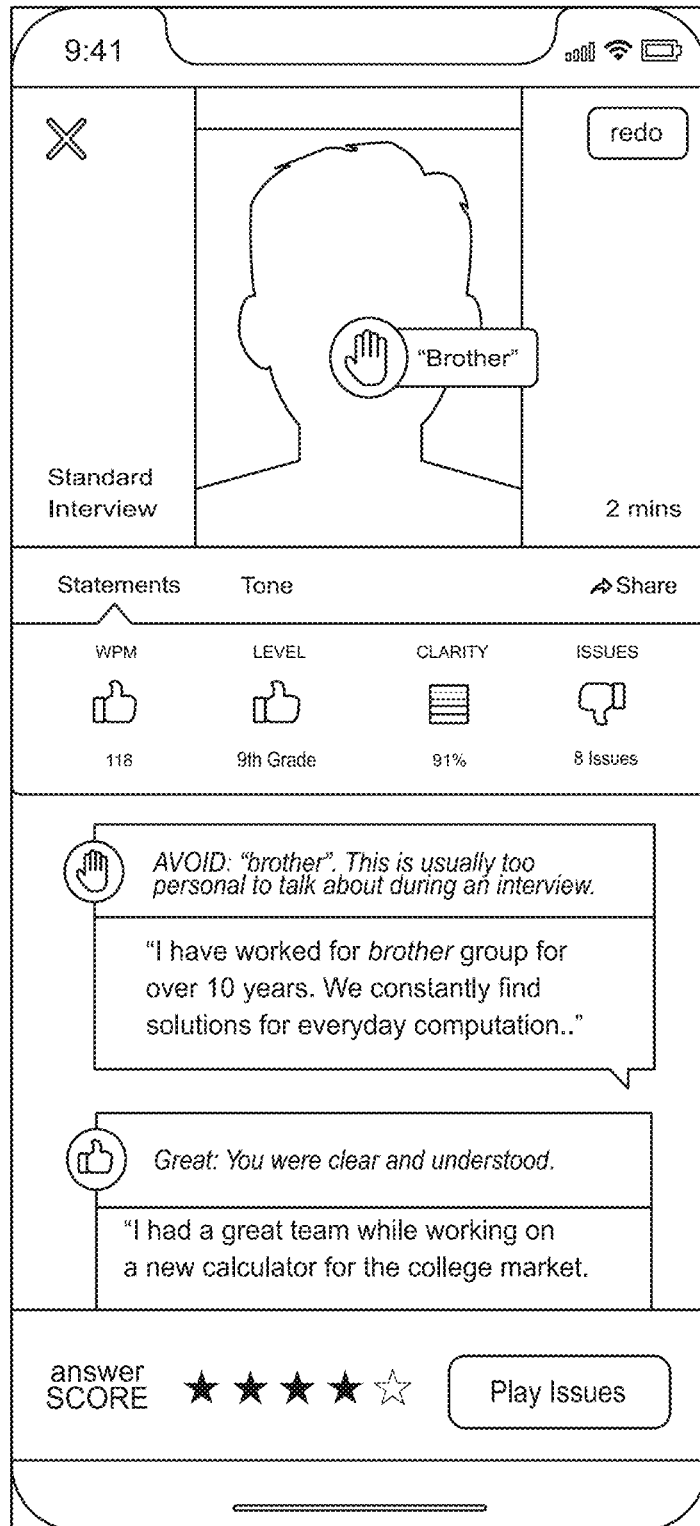 9:41
redo
“Brother”
Standard
Interview
2 mins
Statements
Tone
Share
WPM
LEVEL
CLARITY
ISSUES
118
9th Grade
91%
8 Issues
AVOID: “brother”. This is usually too
personal to talk about during an interview.
“I have worked for brother group for
over 10 years. We constantly find
solutions for everyday computation..”
Great: You were clear and understood.
“I had a great team while working on
a new calculator for the college market.
answer
SCORE
Play Issues